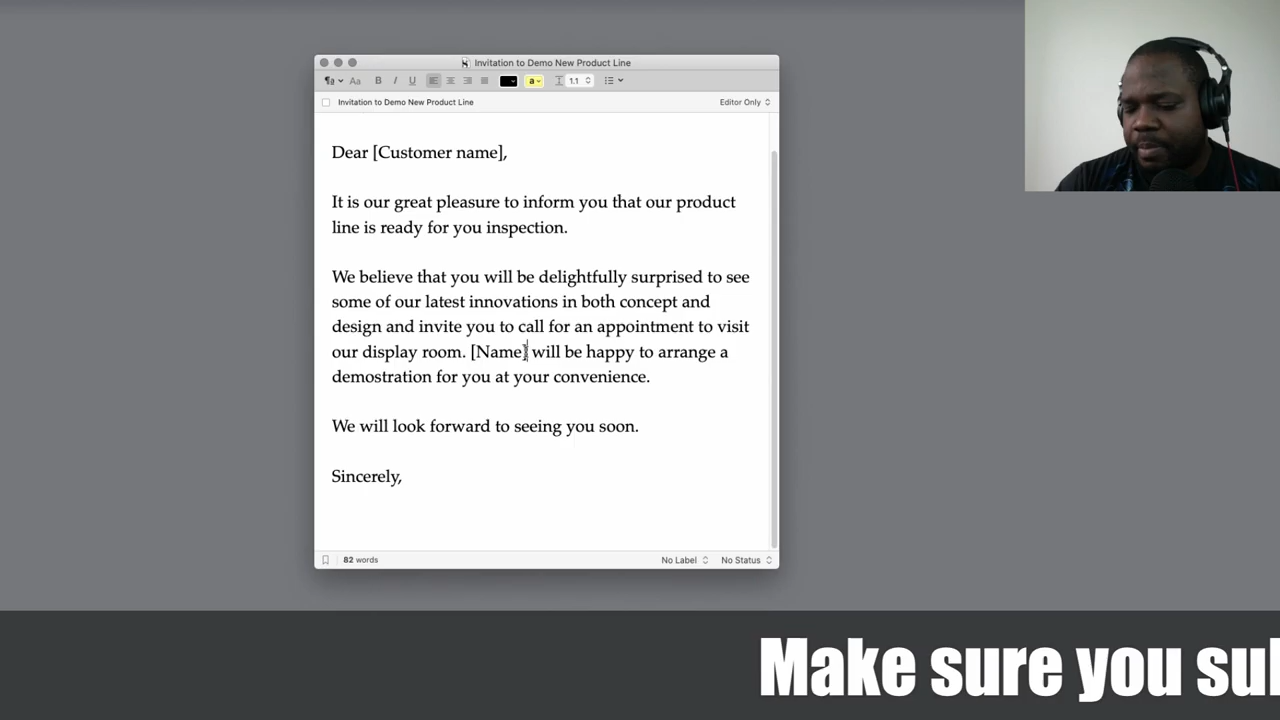 Invitation to Demo New Product Line
Aa B I U a 1.1
Invitation to Demo New Product Line Editor Only
Dear [Customer name],
It is our great pleasure to inform you that our product
line is ready for you inspection.
We believe that you will be delightfully surprised to see
some of our latest innovations in both concept and
design and invite you to call for an appointment to visit
our display room. [Name] will be happy to arrange a
demostration for you at your convenience.
We will look forward to seeing you soon.
Sincerely,
82 words No Label No Status
Make sure you su